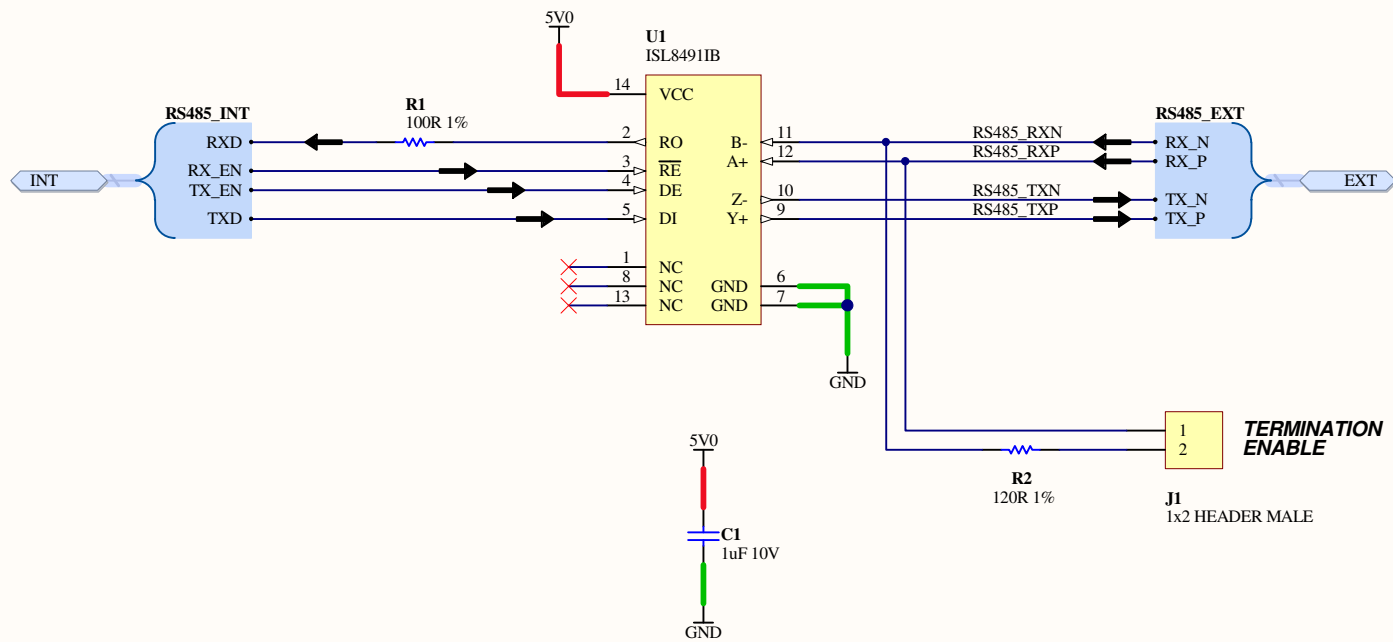 5V0
U1
ISL8491IB
14 VCC
RS485_INT
R1
100R 1%
RS485_EXT
RXD 2 RO B- 11 RS485_RXN RX_N
RX_EN 3 RE A+ 12 RS485_RXP RX_P
INT
EXT
TX_EN 4 DE Z- 10 RS485_TXN TX_N
TXD 5 DI Y+ 9 RS485_TXP TX_P
1 NC
8 NC GND 6
13 NC GND 7
GND
1 TERMINATION
2 ENABLE
5V0
R2
120R 1%
J1
1x2 HEADER MALE
C1
1uF 10V
GND